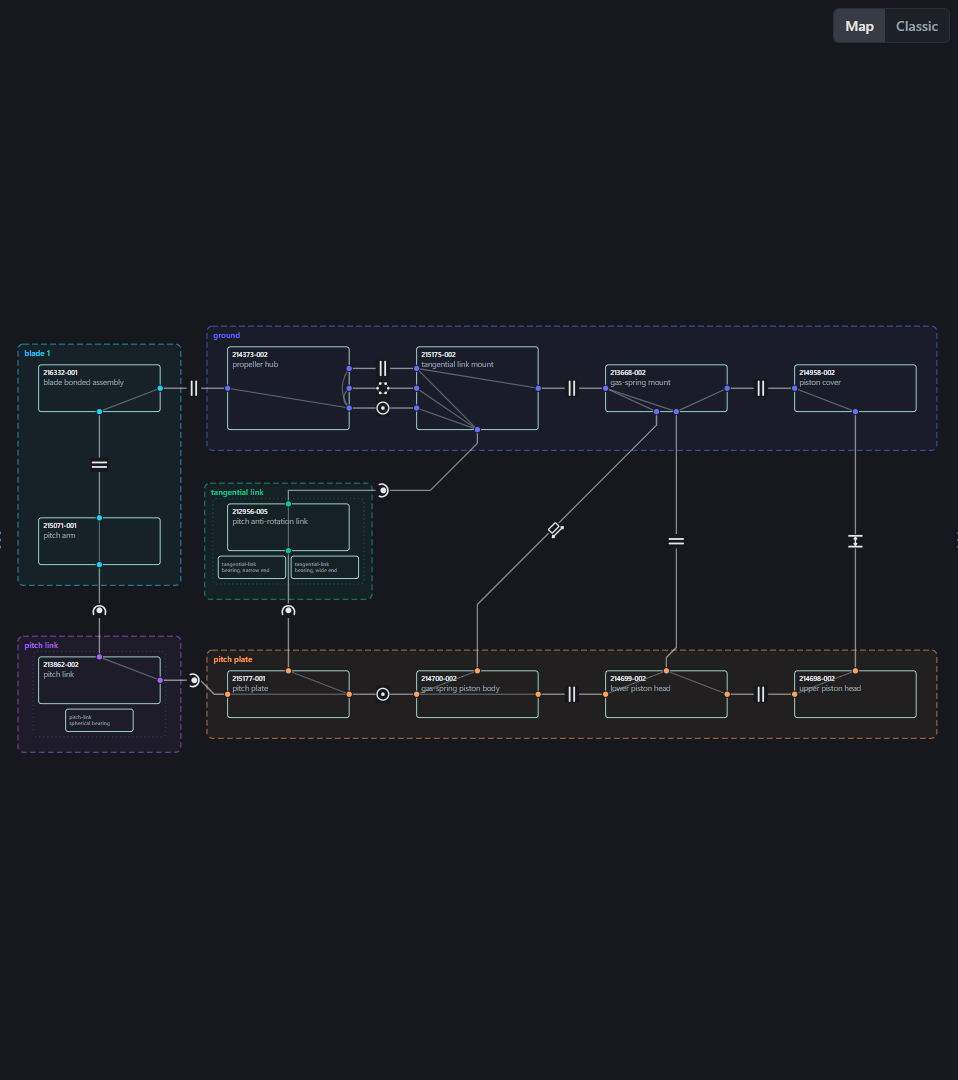 Map
Classic
ground
214373-002
propeller hub
215175-002
tangential link mount
213668-002
gas-spring mount
214958-002
piston cover
blade 1
216332-001
blade bonded assembly
215071-001
pitch arm
tangential link
212956-005
pitch anti-rotation link
tangential-link
bearing, narrow end
tangential-link
bearing, wide end
pitch link
213862-002
pitch link
pitch-link
spherical bearing
pitch plate
215177-001
pitch plate
214700-002
gas-spring piston body
214699-002
lower piston head
214698-002
upper piston head